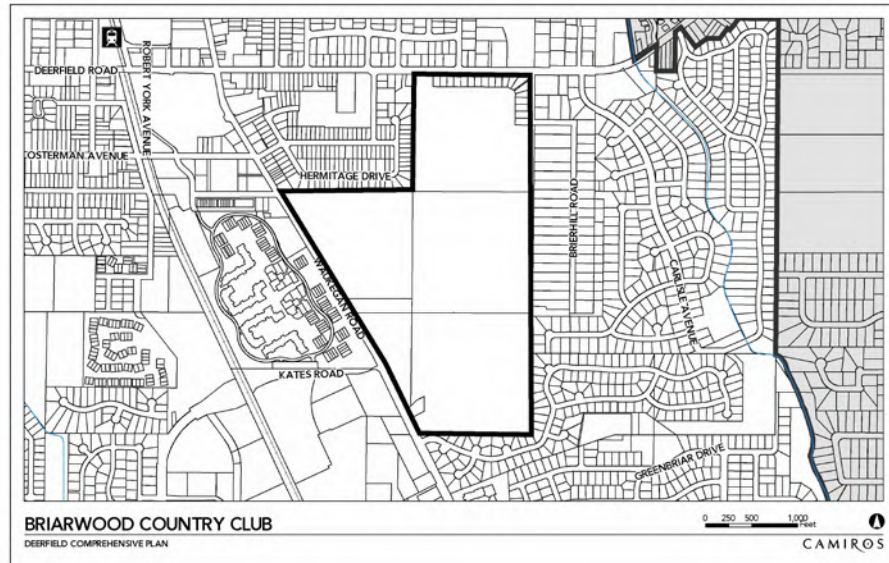 ROBERT YORK AVENUE
DEERFIELD ROAD
OSTERMAN AVENUE
HERMITAGE DRIVE
BRIERHILL ROAD
WAUKEGAN ROAD
CARLISLE AVENUE
KATES ROAD
GREENBRIAR DRIVE
BRIARWOOD COUNTRY CLUB
DEERFIELD COMPREHENSIVE PLAN
0 250 500 1,000
Feet
CAMIROS